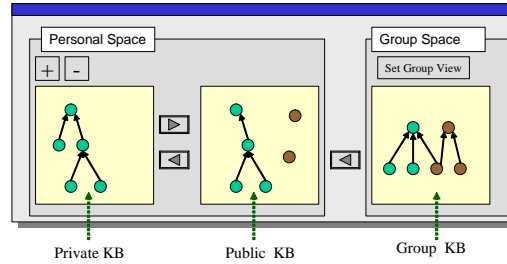 Personal Space
Group Space
+ -
Set Group View
Private KB
Public KB
Group KB